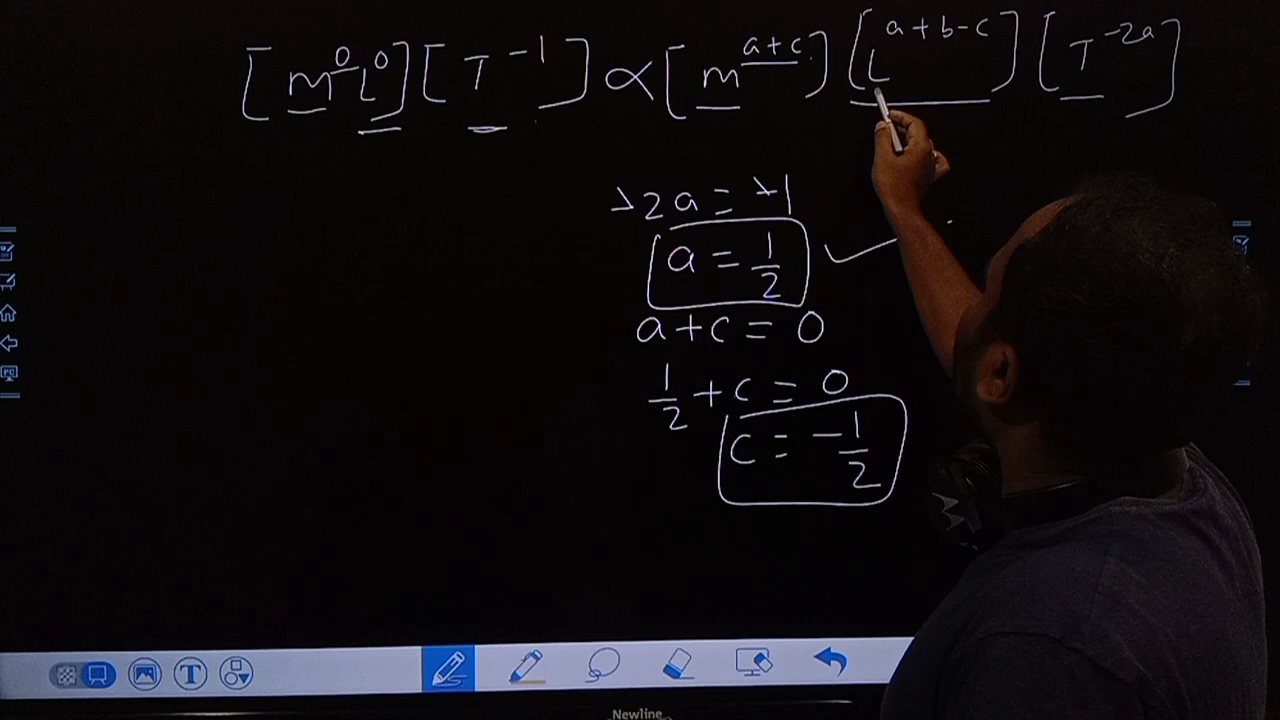 [M⁰L⁰][T⁻¹] ∝ [M^{a+c}][L^{a+b-c}][T^{-2a}]
-2a = -1
a = 1/2
a + c = 0
1/2 + c = 0
c = -1/2
T
Newline